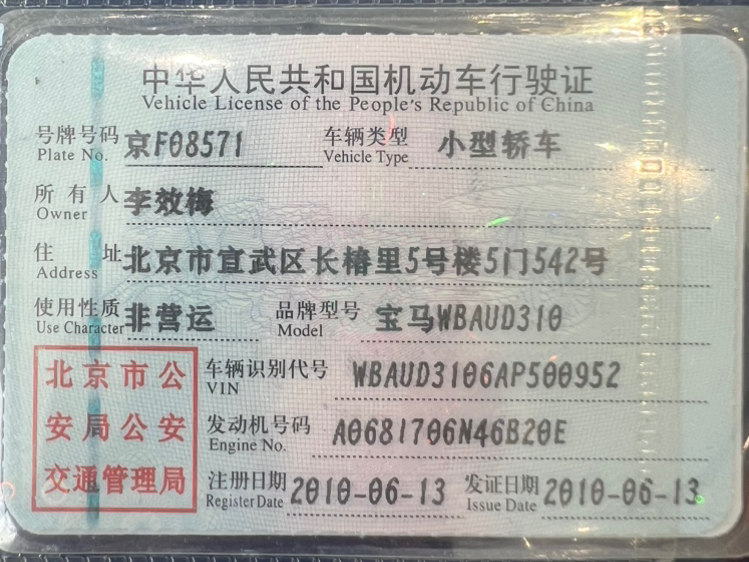 中华人民共和国机动车行驶证
Vehicle License of the People's Republic of China
号牌号码 京F08571 车辆类型 小型轿车
Plate No. Vehicle Type
所有人 李效梅
Owner
住址 北京市宣武区长椿里5号楼5门542号
Address
使用性质 非营运 品牌型号 宝马WBAUD310
Use Character Model
北京市公 车辆识别代号 WBAUD3106AP500952
VIN
安局公安 发动机号码 A0681706N46B20E
Engine No.
交通管理局 注册日期 2010-06-13 发证日期 2010-06-13
Register Date Issue Date